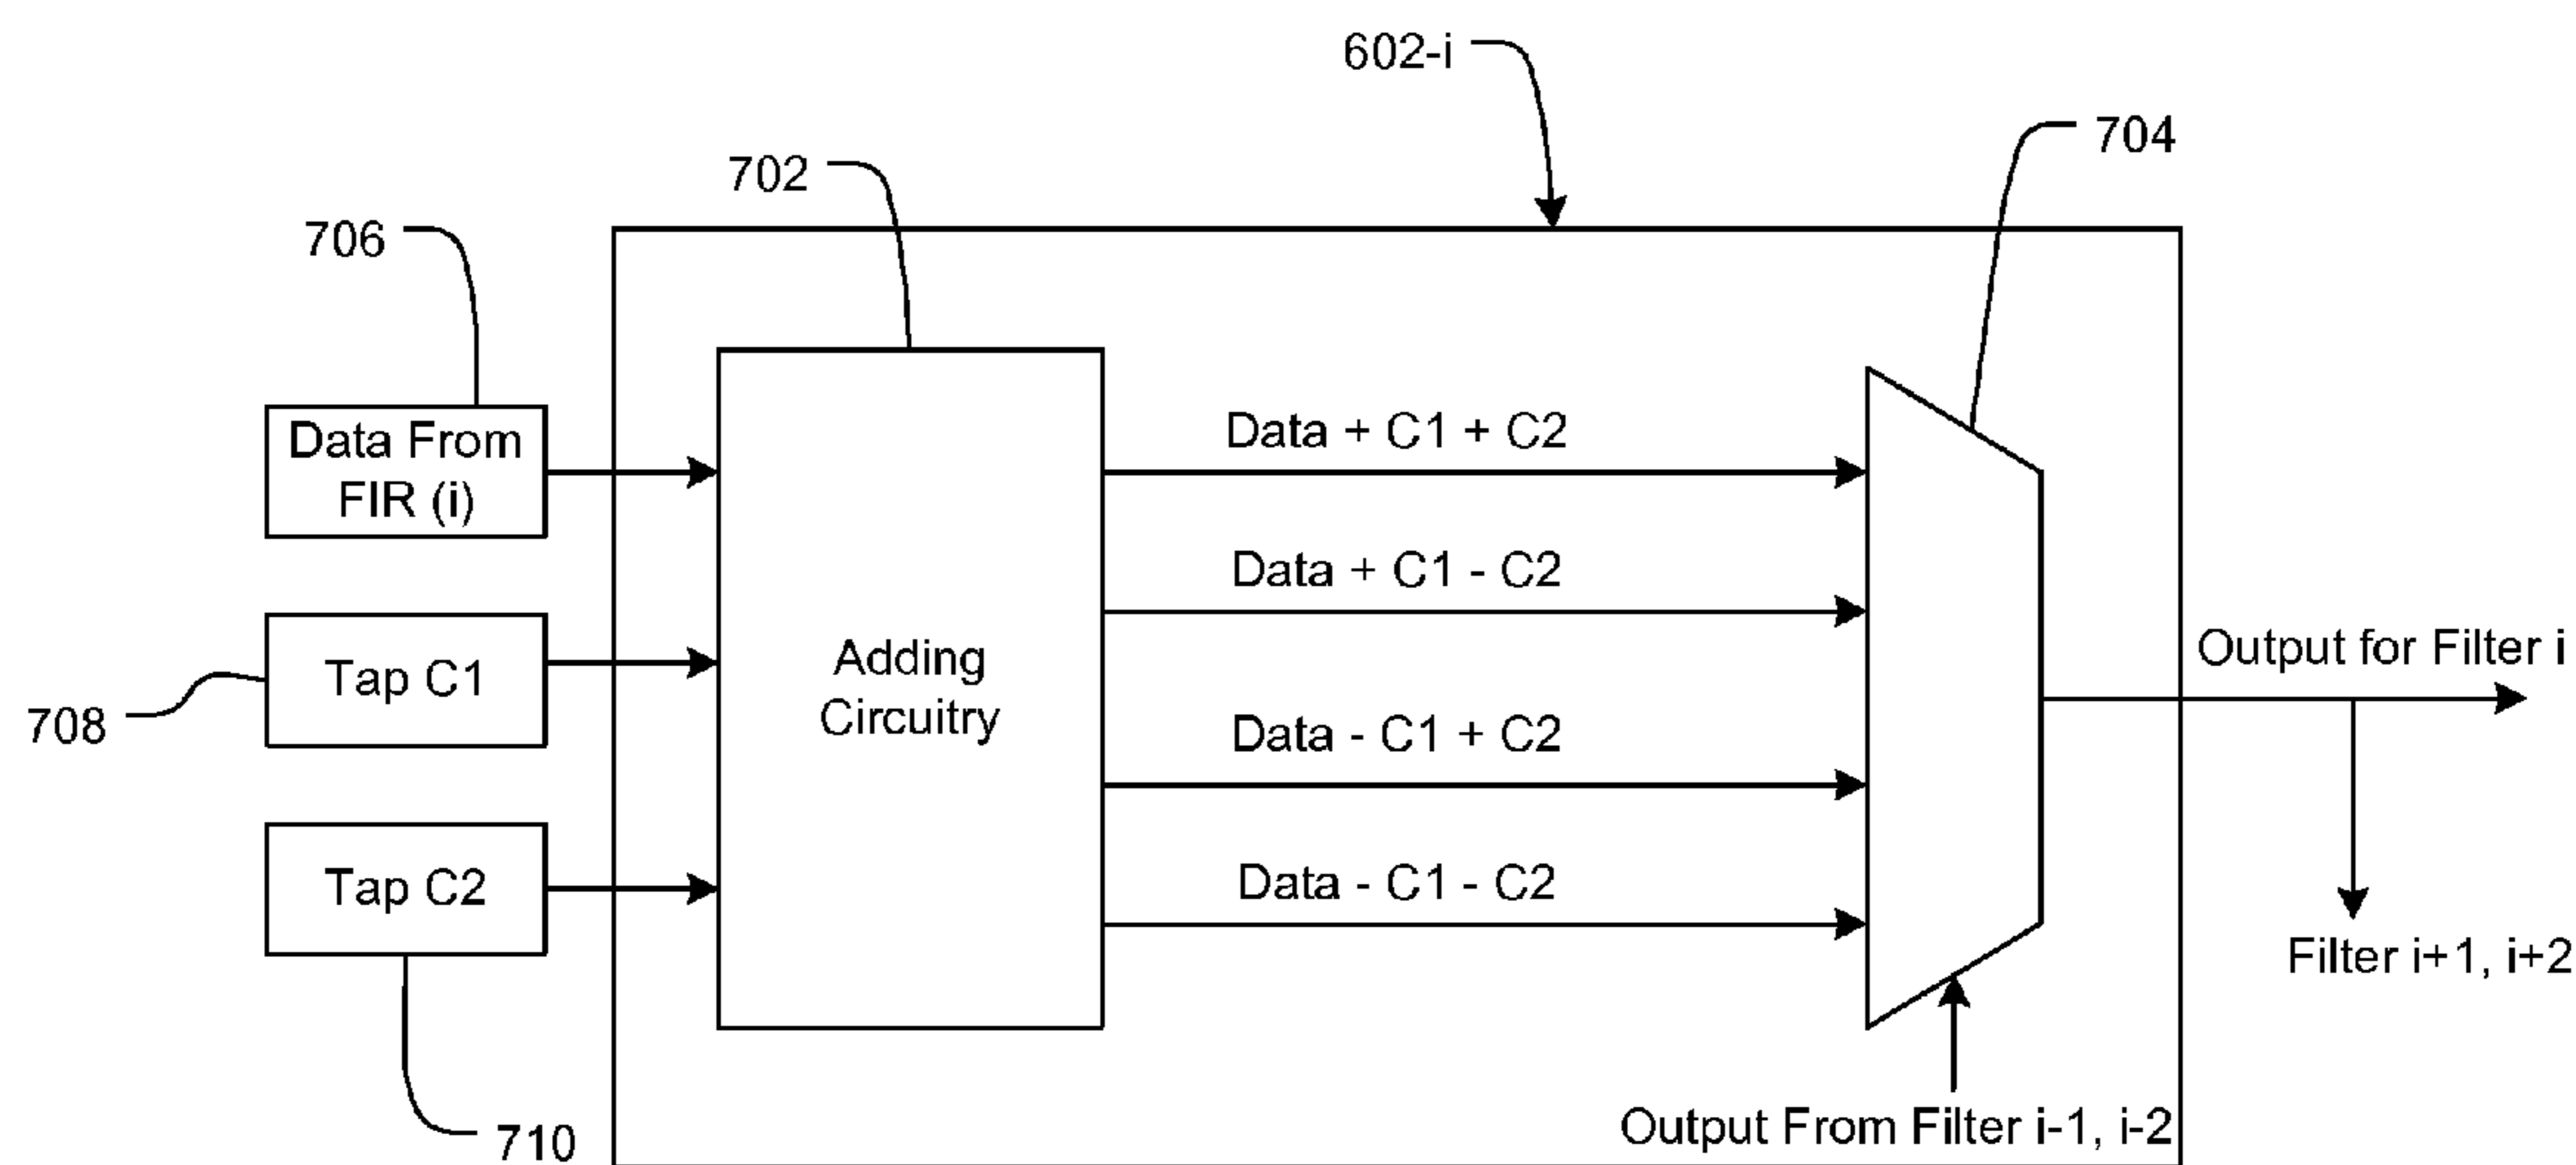 602-i
704
702
706
Data From
FIR (i)
Data + C1 + C2
Data + C1 - C2
Adding
Circuitry
Output for Filter i
Tap C1
708
Data - C1 + C2
Tap C2
Data - C1 - C2
Filter i+1, i+2
Output From Filter i-1, i-2
710